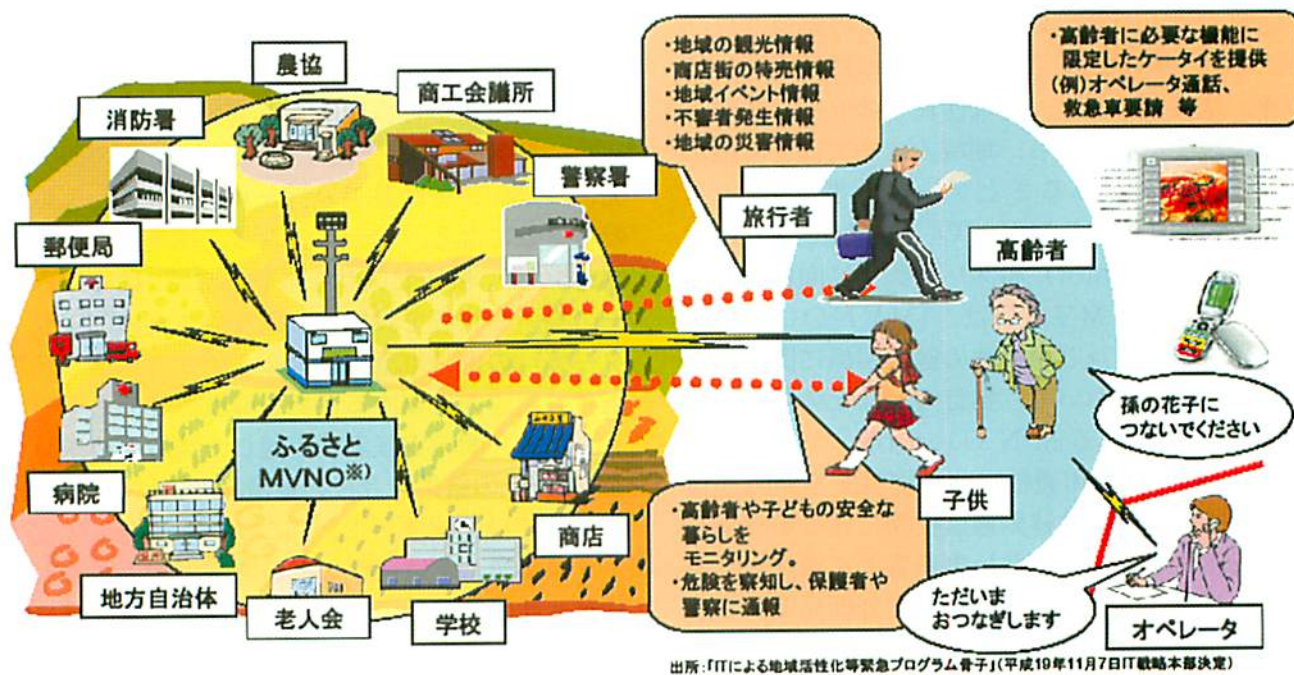 農協
消防署
商工会議所
警察署
郵便局
病院
地方自治体
老人会
学校
商店
ふるさと
MVNO※)
・地域の観光情報
・商店街の特売情報
・地域イベント情報
・不審者発生情報
・地域の災害情報
旅行者
高齢者
子供
・高齢者に必要な機能に
限定したケータイを提供
(例)オペレータ通話、
救急車要請 等
・高齢者や子どもの安全な
暮らしを
モニタリング。
・危険を察知し、保護者や
警察に通報
孫の花子に
つないでください
ただいま
おつなぎします
オペレータ
出所:「ITによる地域活性化等緊急プログラム骨子」(平成19年11月7日IT戦略本部決定)